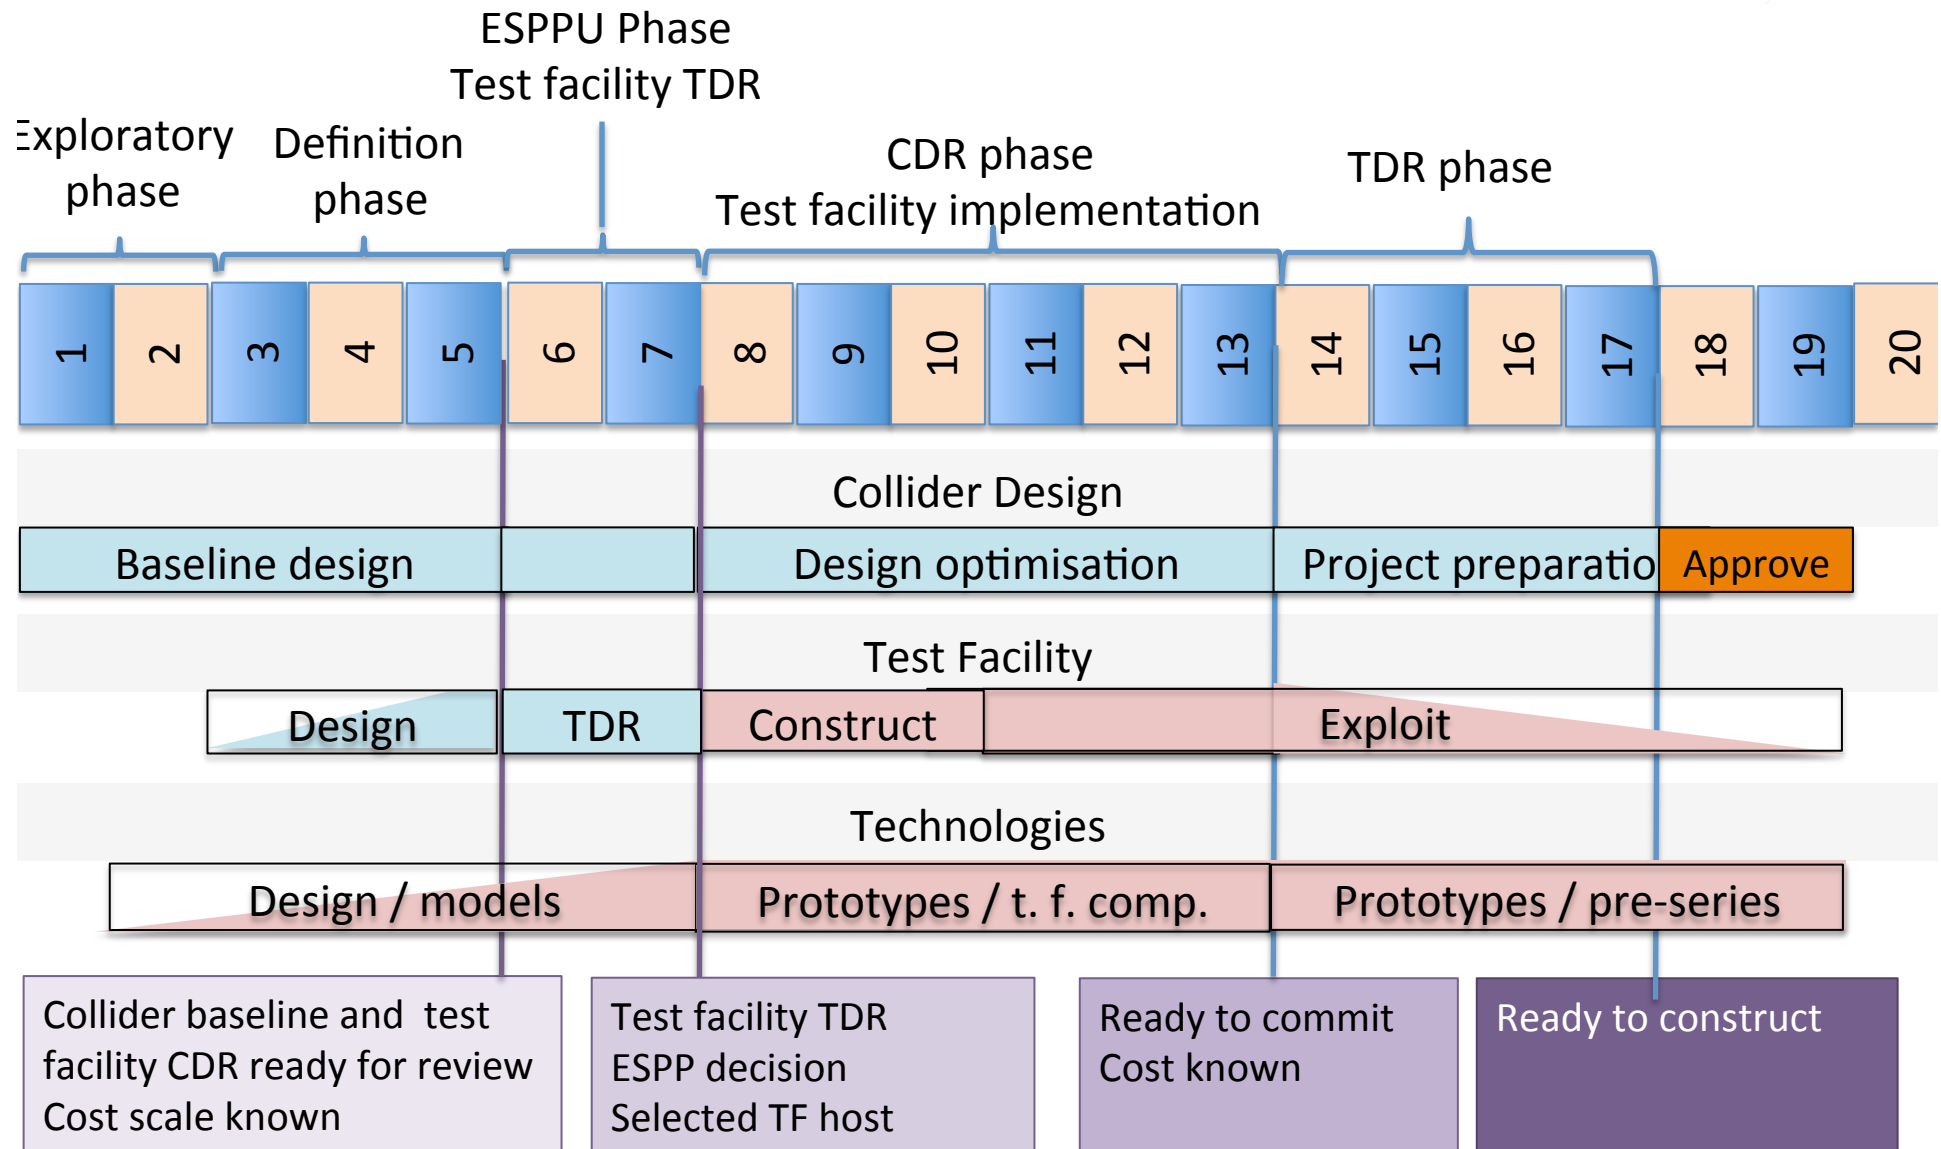 ESPPU Phase
Test facility TDR
Exploratory
phase
Definition
phase
CDR phase
Test facility implementation
TDR phase
1 2 3 4 5 6 7 8 9 10 11 12 13 14 15 16 17 18 19 20
Collider Design
Baseline design
Design optimisation
Project preparatio
Approve
Test Facility
Design
TDR
Construct
Exploit
Technologies
Design / models
Prototypes / t. f. comp.
Prototypes / pre-series
Collider baseline and test
facility CDR ready for review
Cost scale known
Test facility TDR
ESPP decision
Selected TF host
Ready to commit
Cost known
Ready to construct